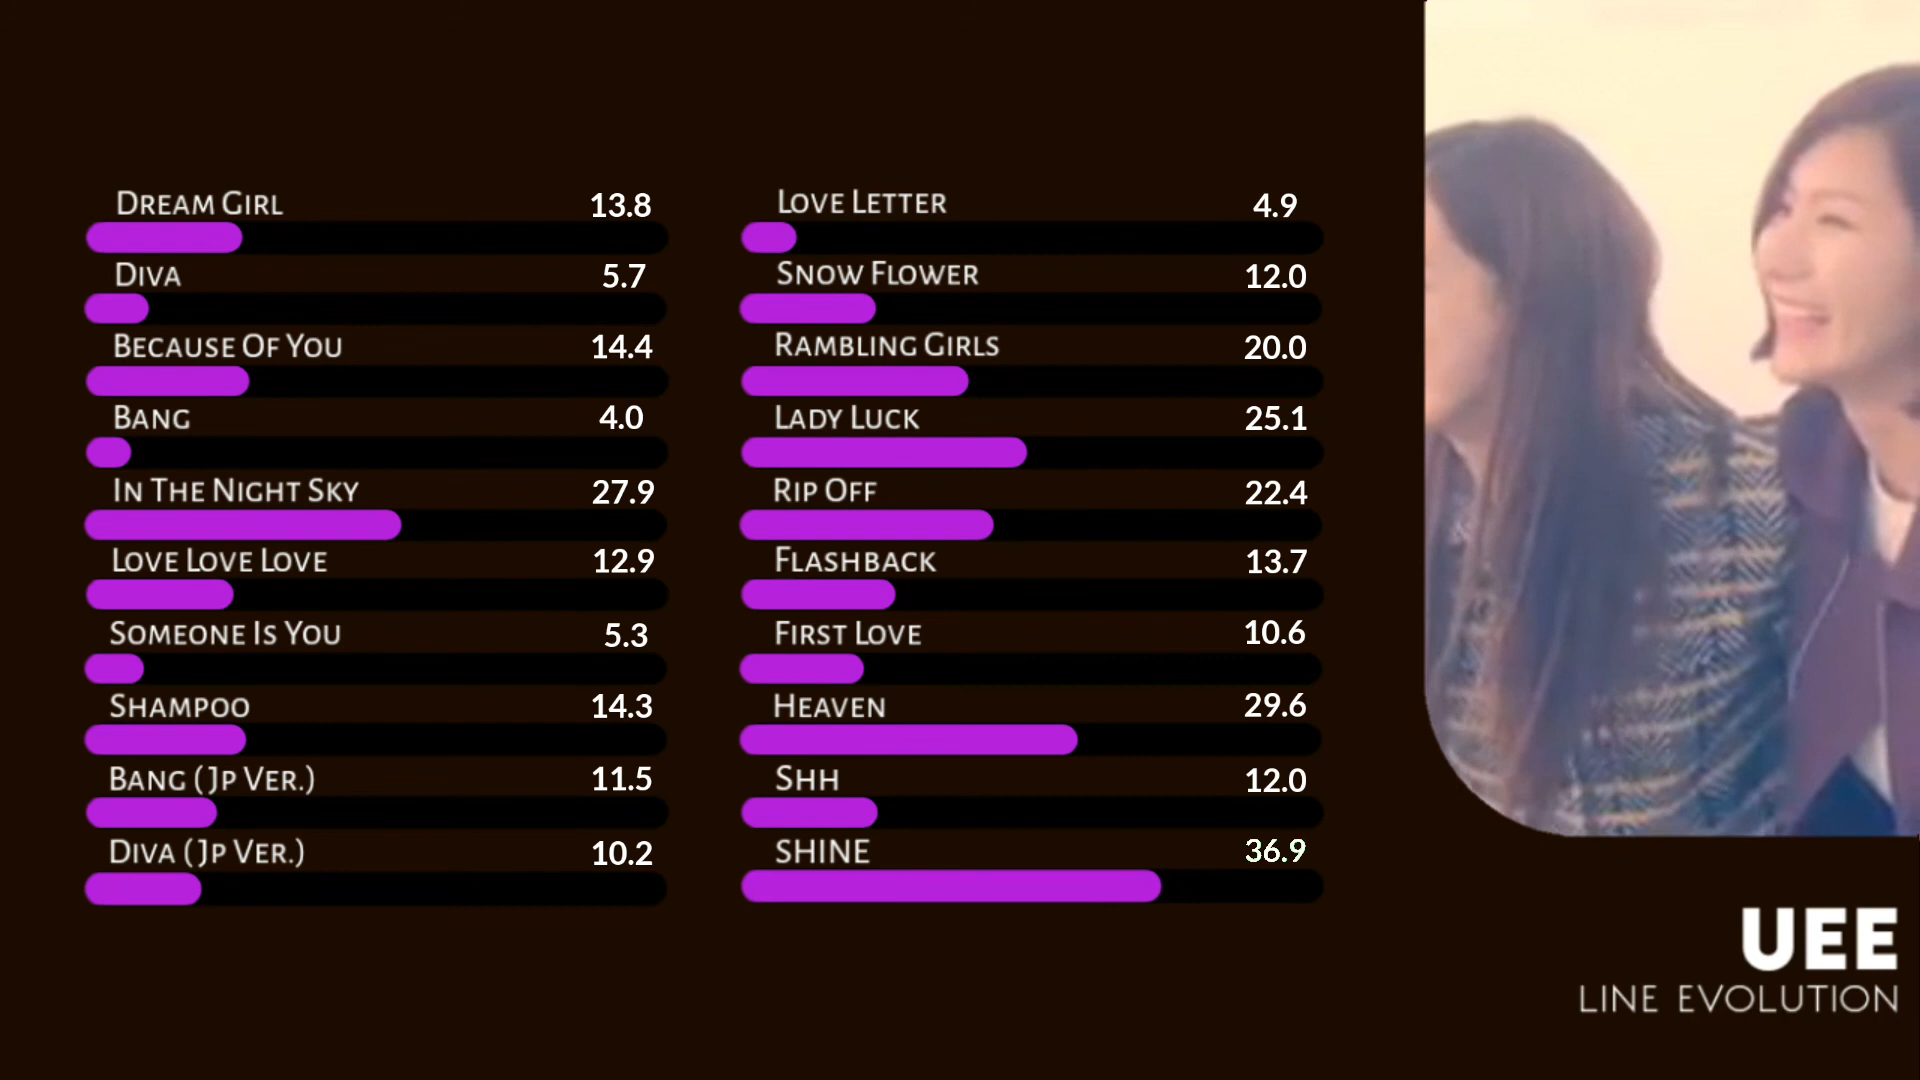 DREAM GIRL 13.8
DIVA 5.7
BECAUSE OF YOU 14.4
BANG 4.0
IN THE NIGHT SKY 27.9
LOVE LOVE LOVE 12.9
SOMEONE IS YOU 5.3
SHAMPOO 14.3
BANG (JP VER.) 11.5
DIVA (JP VER.) 10.2
LOVE LETTER 4.9
SNOW FLOWER 12.0
RAMBLING GIRLS 20.0
LADY LUCK 25.1
RIP OFF 22.4
FLASHBACK 13.7
FIRST LOVE 10.6
HEAVEN 29.6
SHH 12.0
SHINE 36.9
UEE
LINE EVOLUTION